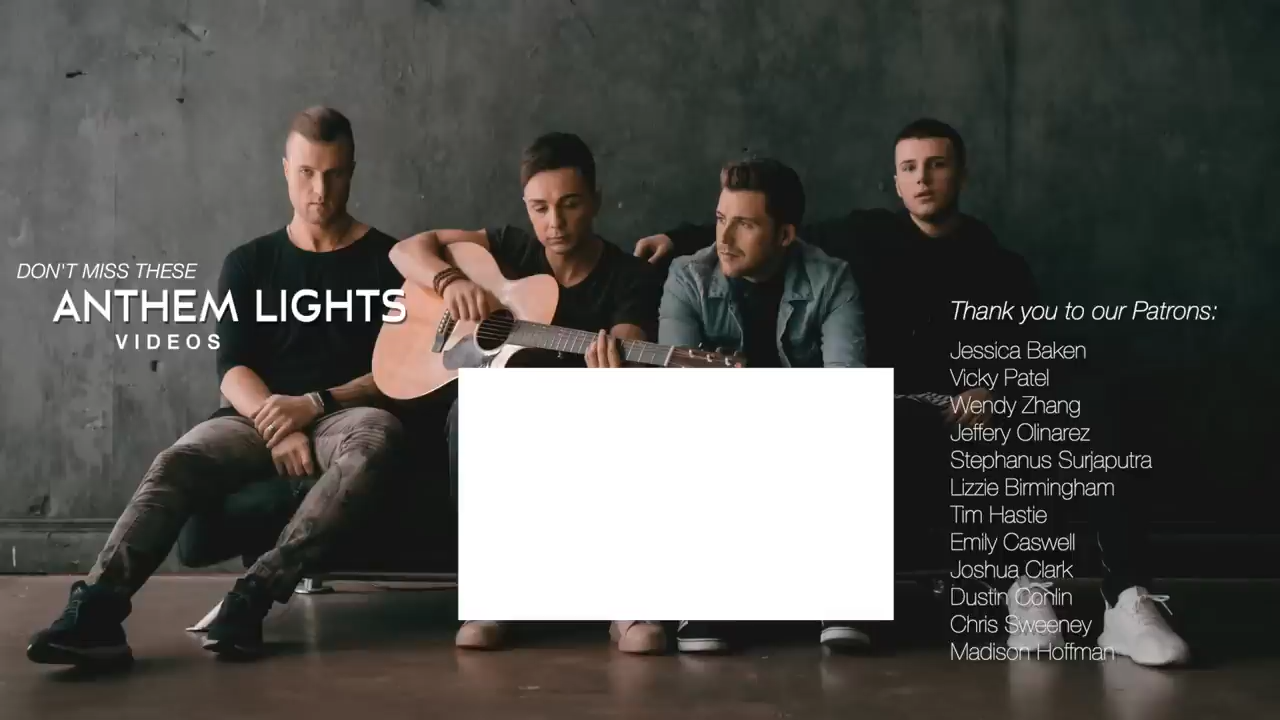 DON'T MISS THESE
ANTHEM LIGHTS
VIDEOS
Thank you to our Patrons:
Jessica Baken
Vicky Patel
Wendy Zhang
Jeffery Olinarez
Stephanus Surjaputra
Lizzie Birmingham
Tim Hastie
Emily Caswell
Joshua Clark
Dustin Conlin
Chris Sweeney
Madison Hoffman